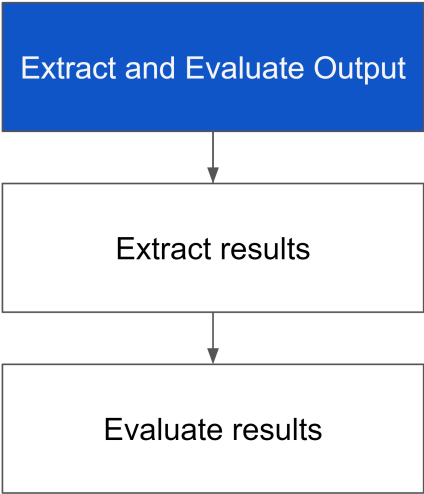 Extract and Evaluate Output
Extract results
Evaluate results